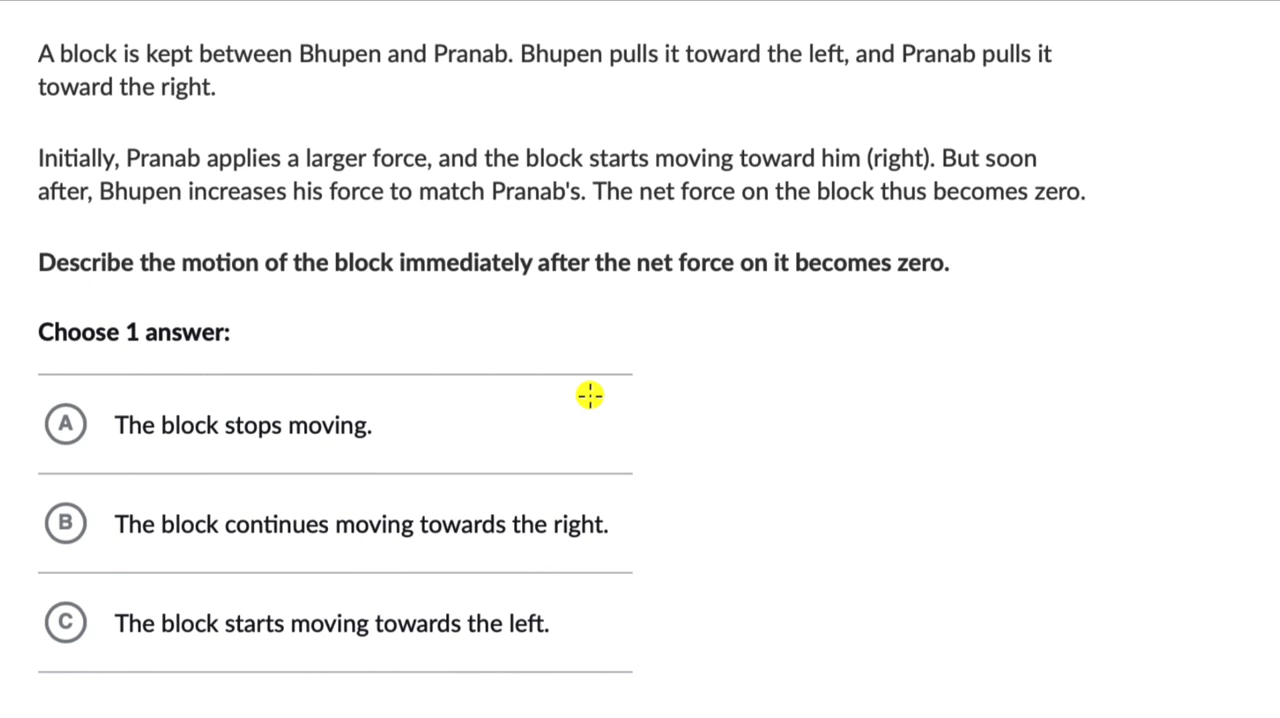 A block is kept between Bhupen and Pranab. Bhupen pulls it toward the left, and Pranab pulls it
toward the right.
Initially, Pranab applies a larger force, and the block starts moving toward him (right). But soon
after, Bhupen increases his force to match Pranab's. The net force on the block thus becomes zero.
Describe the motion of the block immediately after the net force on it becomes zero.
Choose 1 answer:
A The block stops moving.
B The block continues moving towards the right.
C The block starts moving towards the left.